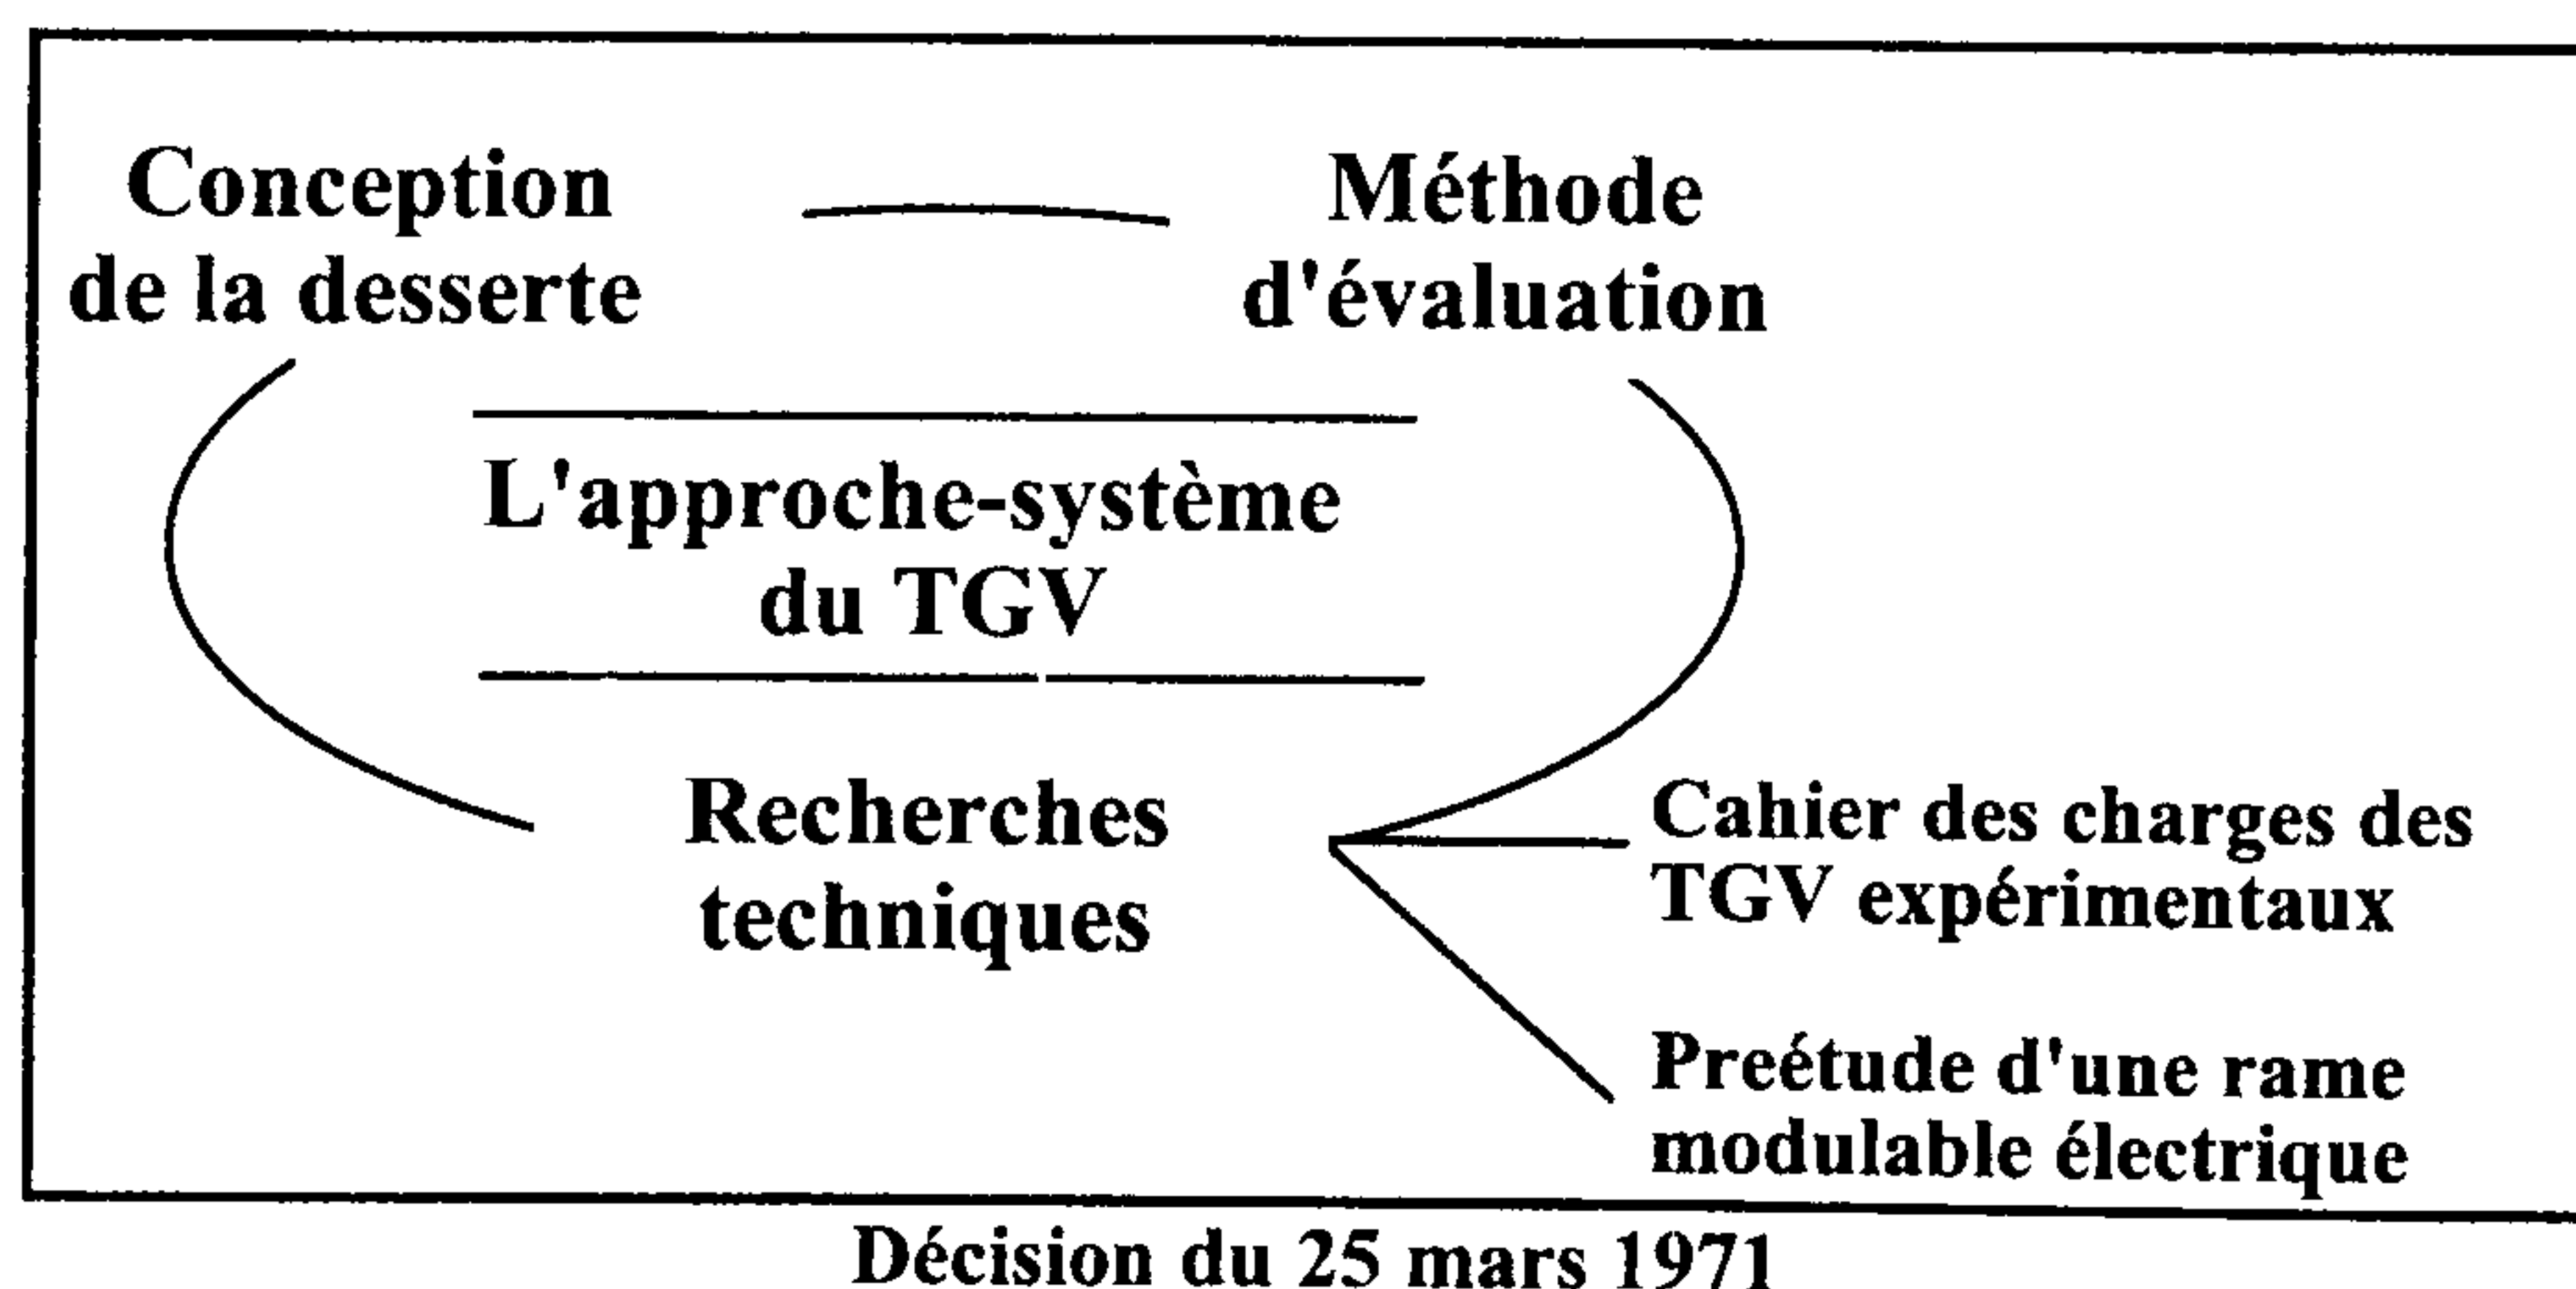 Conception
de la desserte
Méthode
d'évaluation
L'approche-système
du TGV
Recherches
techniques
Cahier des charges des
TGV expérimentaux
Preétude d'une rame
modulable électrique
Décision du 25 mars 1971